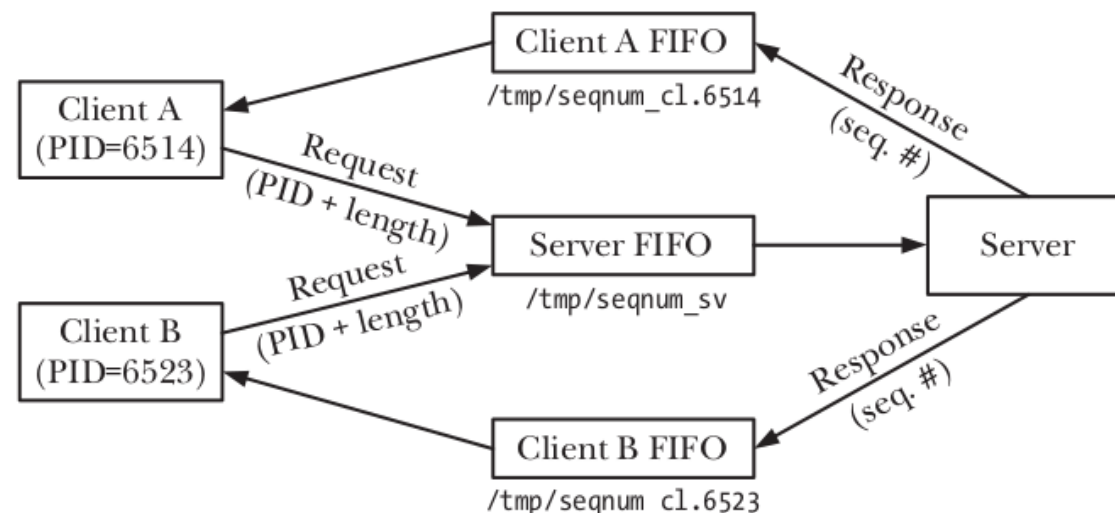 Client A FIFO
/tmp/seqnum_cl.6514
Client A
(PID=6514)
Request
(PID + length)
Response
(seq. #)
Server FIFO
/tmp/seqnum_sv
Server
Request
(PID + length)
Client B
(PID=6523)
Response
(seq. #)
Client B FIFO
/tmp/seqnum_cl.6523